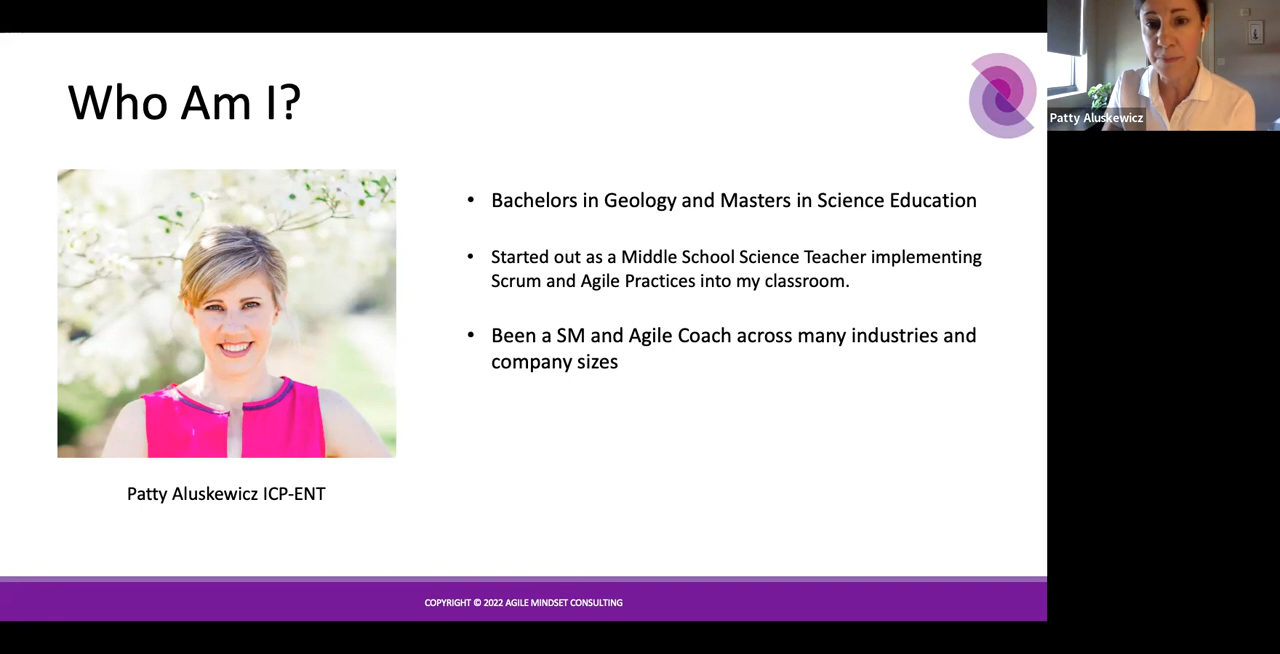 Who Am I?
Patty Aluskewicz
• Bachelors in Geology and Masters in Science Education
• Started out as a Middle School Science Teacher implementing
Scrum and Agile Practices into my classroom.
• Been a SM and Agile Coach across many industries and
company sizes
Patty Aluskewicz ICP-ENT
COPYRIGHT © 2022 AGILE MINDSET CONSULTING